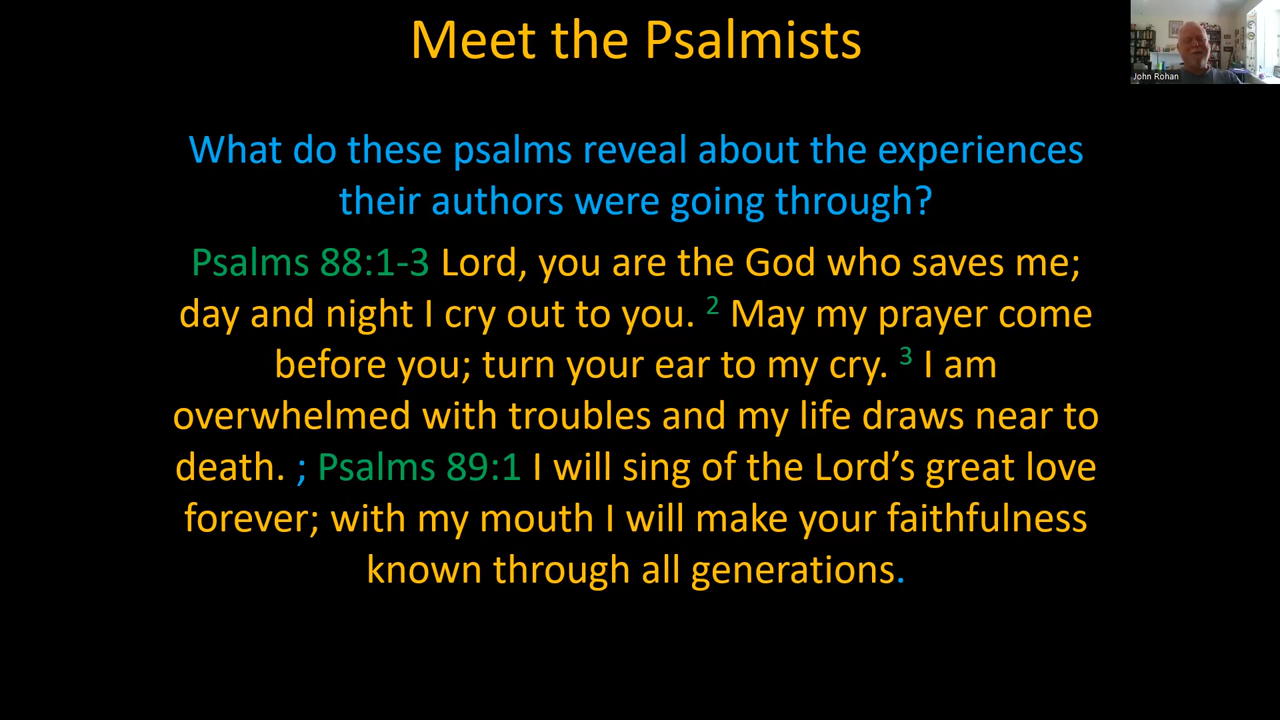 Meet the Psalmists
John Rohan
What do these psalms reveal about the experiences
their authors were going through?
Psalms 88:1-3 Lord, you are the God who saves me;
day and night I cry out to you. 2 May my prayer come
before you; turn your ear to my cry. 3 I am
overwhelmed with troubles and my life draws near to
death. ; Psalms 89:1 I will sing of the Lord’s great love
forever; with my mouth I will make your faithfulness
known through all generations.